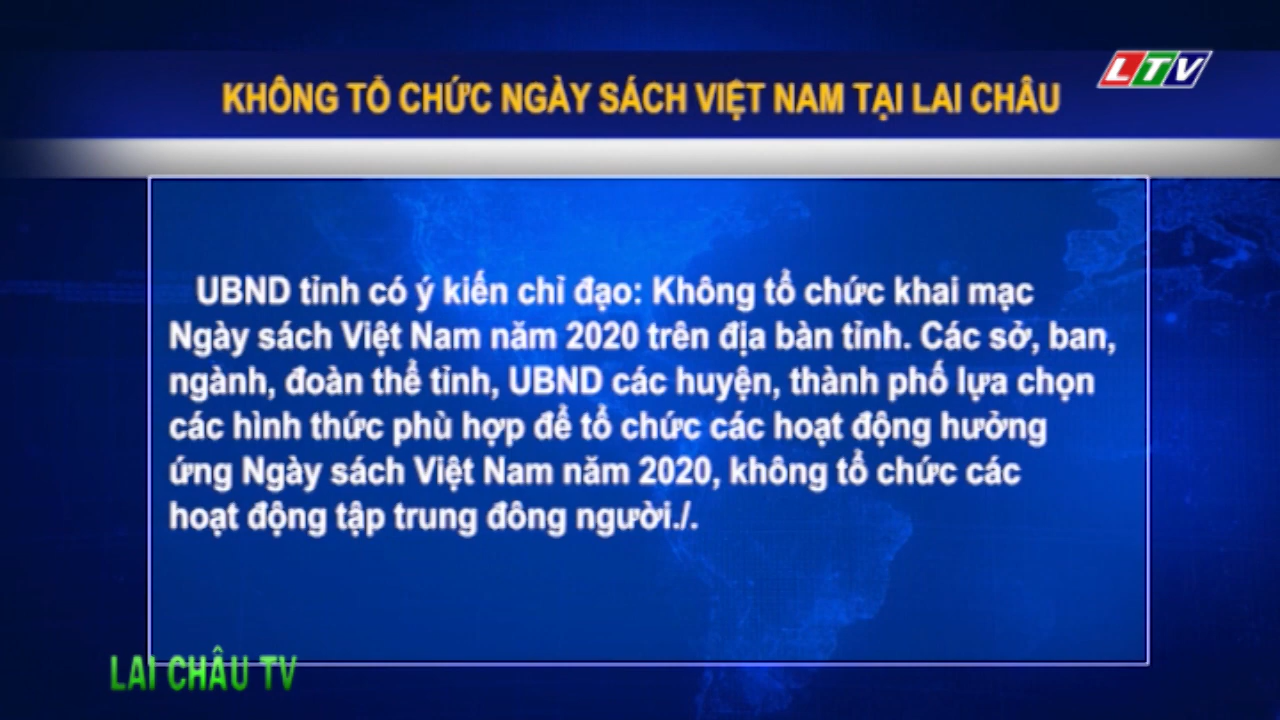 LTV
KHÔNG TỔ CHỨC NGÀY SÁCH VIỆT NAM TẠI LAI CHÂU
UBND tỉnh có ý kiến chỉ đạo: Không tổ chức khai mạc
Ngày sách Việt Nam năm 2020 trên địa bàn tỉnh. Các sở, ban,
ngành, đoàn thể tỉnh, UBND các huyện, thành phố lựa chọn
các hình thức phù hợp để tổ chức các hoạt động hưởng
ứng Ngày sách Việt Nam năm 2020, không tổ chức các
hoạt động tập trung đông người./.
LAI CHÂU TV